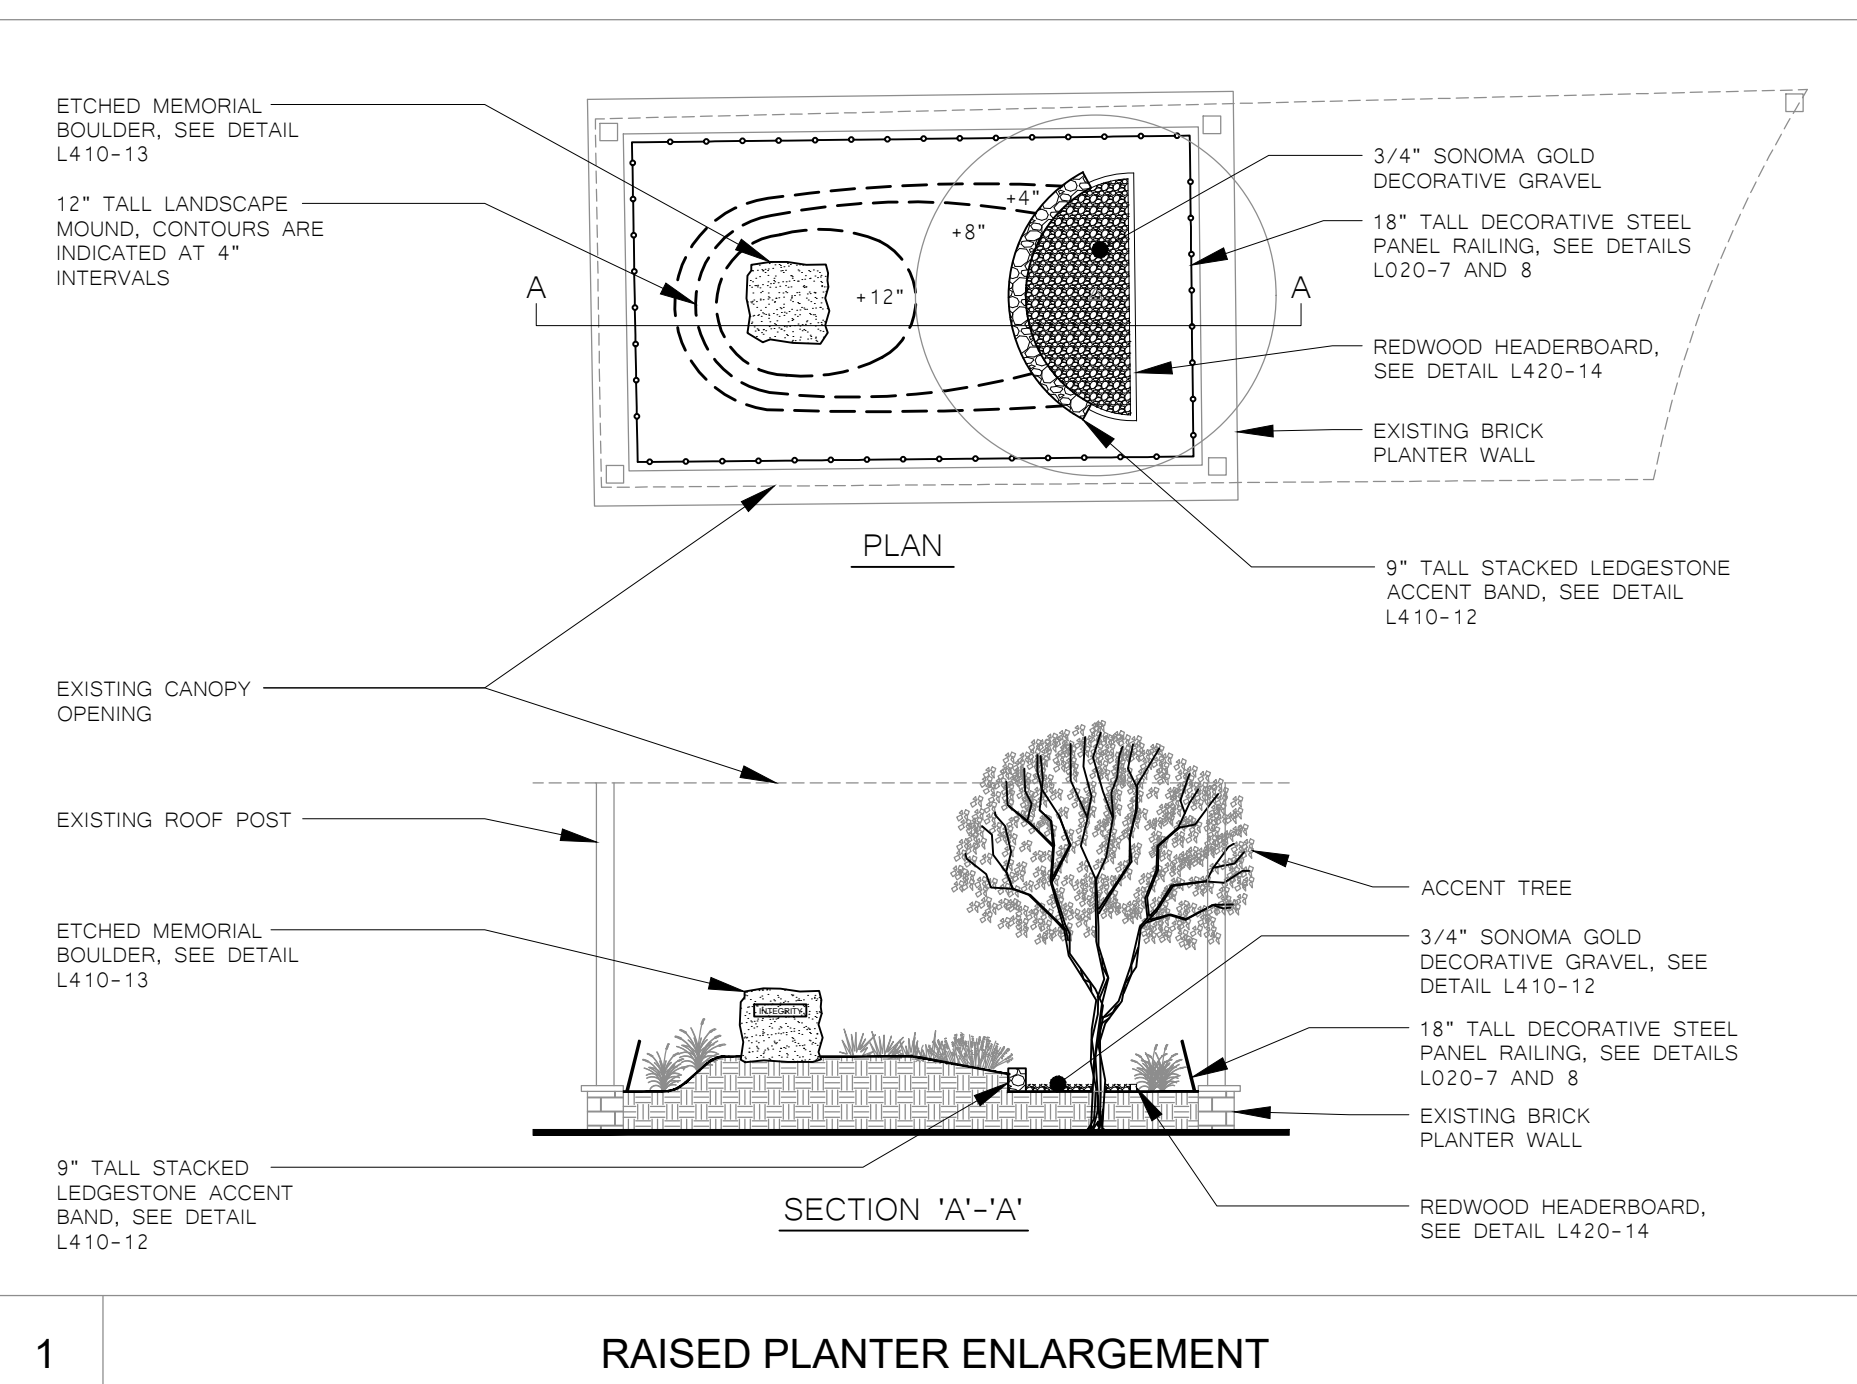 ETCHED MEMORIAL
BOULDER, SEE DETAIL
L410-13
12" TALL LANDSCAPE
MOUND, CONTOURS ARE
INDICATED AT 4"
INTERVALS
+4"
+8"
+12"
A
A
3/4" SONOMA GOLD
DECORATIVE GRAVEL
18" TALL DECORATIVE STEEL
PANEL RAILING, SEE DETAILS
L020-7 AND 8
REDWOOD HEADERBOARD,
SEE DETAIL L420-14
EXISTING BRICK
PLANTER WALL
PLAN
9" TALL STACKED LEDGESTONE
ACCENT BAND, SEE DETAIL
L410-12
EXISTING CANOPY
OPENING
EXISTING ROOF POST
ETCHED MEMORIAL
BOULDER, SEE DETAIL
L410-13
INTEGRITY
9" TALL STACKED
LEDGESTONE ACCENT
BAND, SEE DETAIL
L410-12
ACCENT TREE
3/4" SONOMA GOLD
DECORATIVE GRAVEL, SEE
DETAIL L410-12
18" TALL DECORATIVE STEEL
PANEL RAILING, SEE DETAILS
L020-7 AND 8
EXISTING BRICK
PLANTER WALL
REDWOOD HEADERBOARD,
SEE DETAIL L420-14
SECTION 'A'-'A'
1
RAISED PLANTER ENLARGEMENT